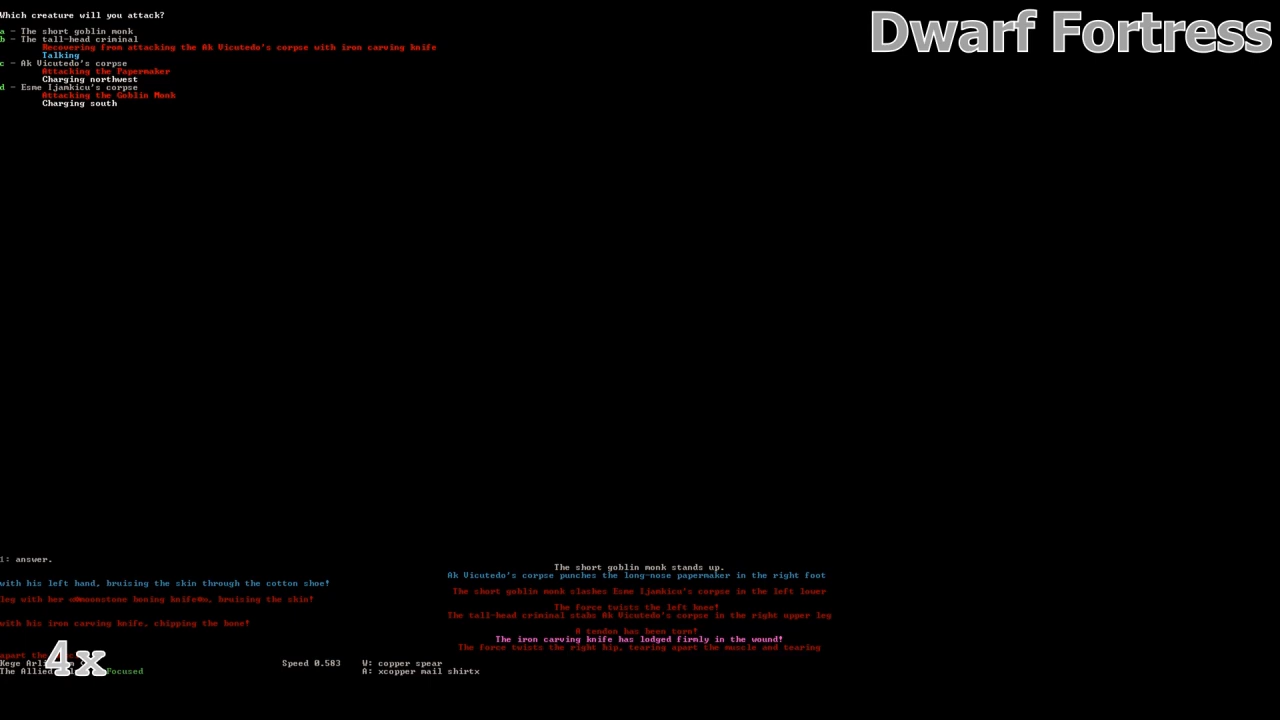 Which creature will you attack?
Dwarf Fortress
a - The short goblin monk
b - The tall-head criminal
Recovering from attacking the Ak Vicutedo's corpse with iron carving knife
Talking
c - Ak Vicutedo's corpse
Attacking the Papermaker
Charging northwest
d - Esme Ijamkicu's corpse
Attacking the Goblin Monk
Charging south
1: answer.
The short goblin monk stands up.
Ak Vicutedo's corpse punches the long-nose papermaker in the right foot
with his left hand, bruising the skin through the cotton shoe!
The short goblin monk slashes Esme Ijamkicu's corpse in the left lower
leg with her moonstone boning knife, bruising the skin!
The force twists the left knee!
The tall-head criminal stabs Ak Vicutedo's corpse in the right upper leg
with his iron carving knife, chipping the bone!
A tendon has been torn!
The iron carving knife has lodged firmly in the wound!
The force twists the right hip, tearing apart the muscle and tearing
apart the
4x
Kege Speed 0.583 W: copper spear
The Allied Focused A: xcopper mail shirtx